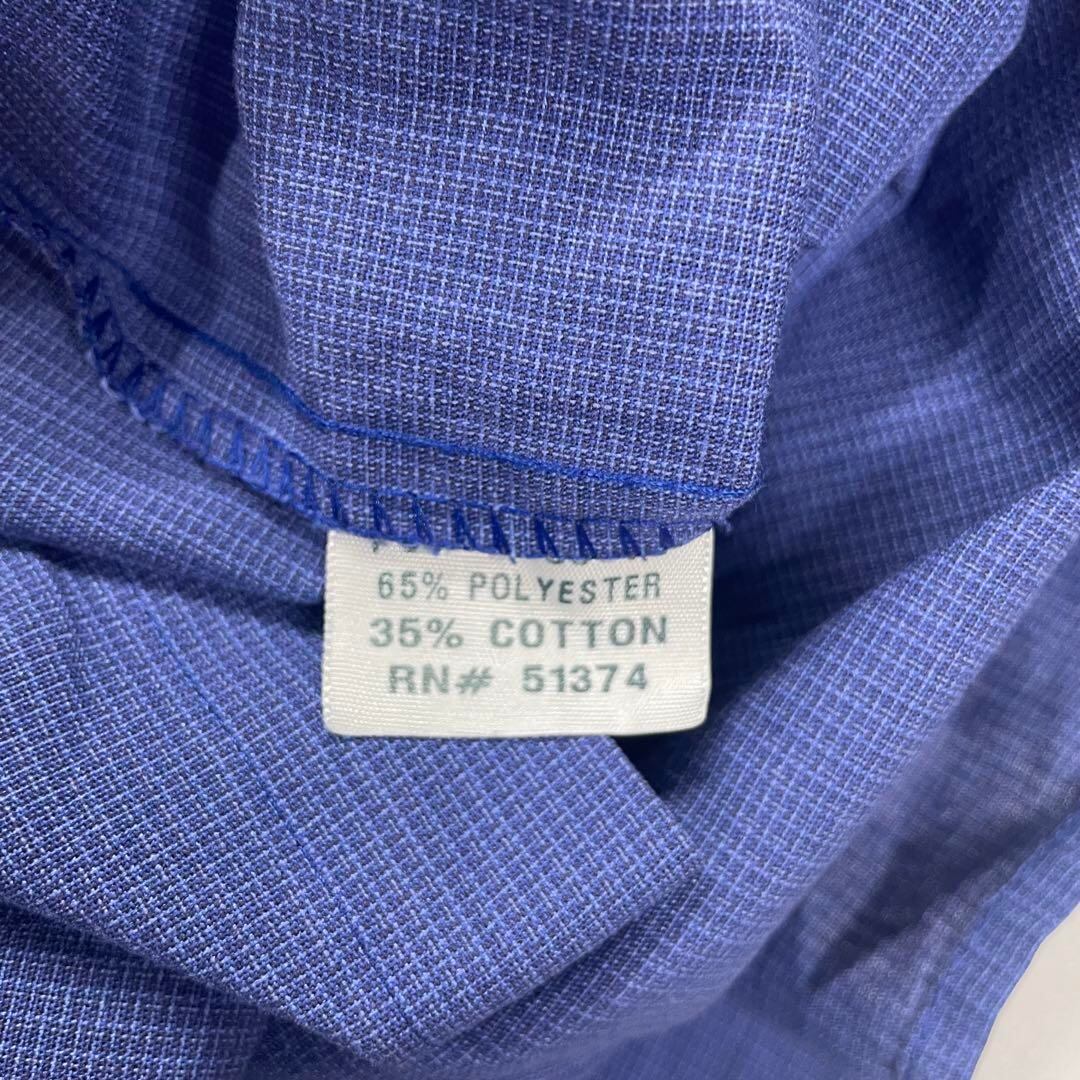 65% POLYESTER
35% COTTON
RN# 51374